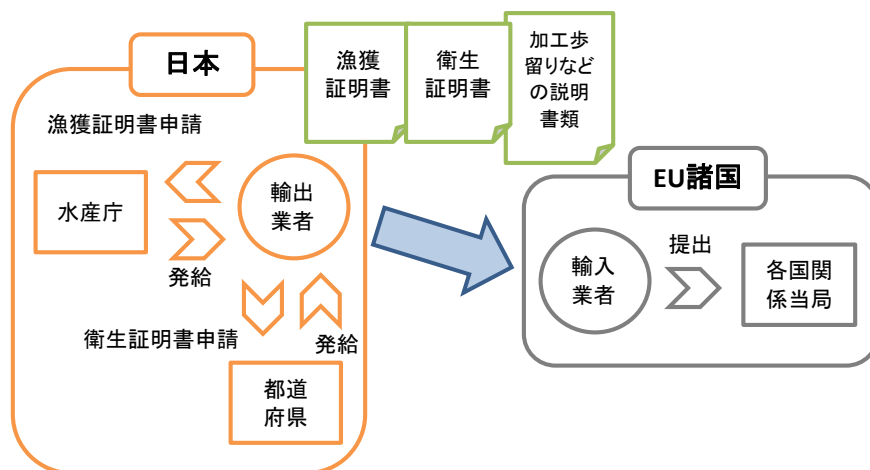 日本
漁獲
証明書
衛生
証明書
加工歩
留りなど
の説明
書類
漁獲証明書申請
水産庁
輸出
業者
発給
衛生証明書申請
発給
都道
府県
EU諸国
輸入
業者
提出
各国関
係当局